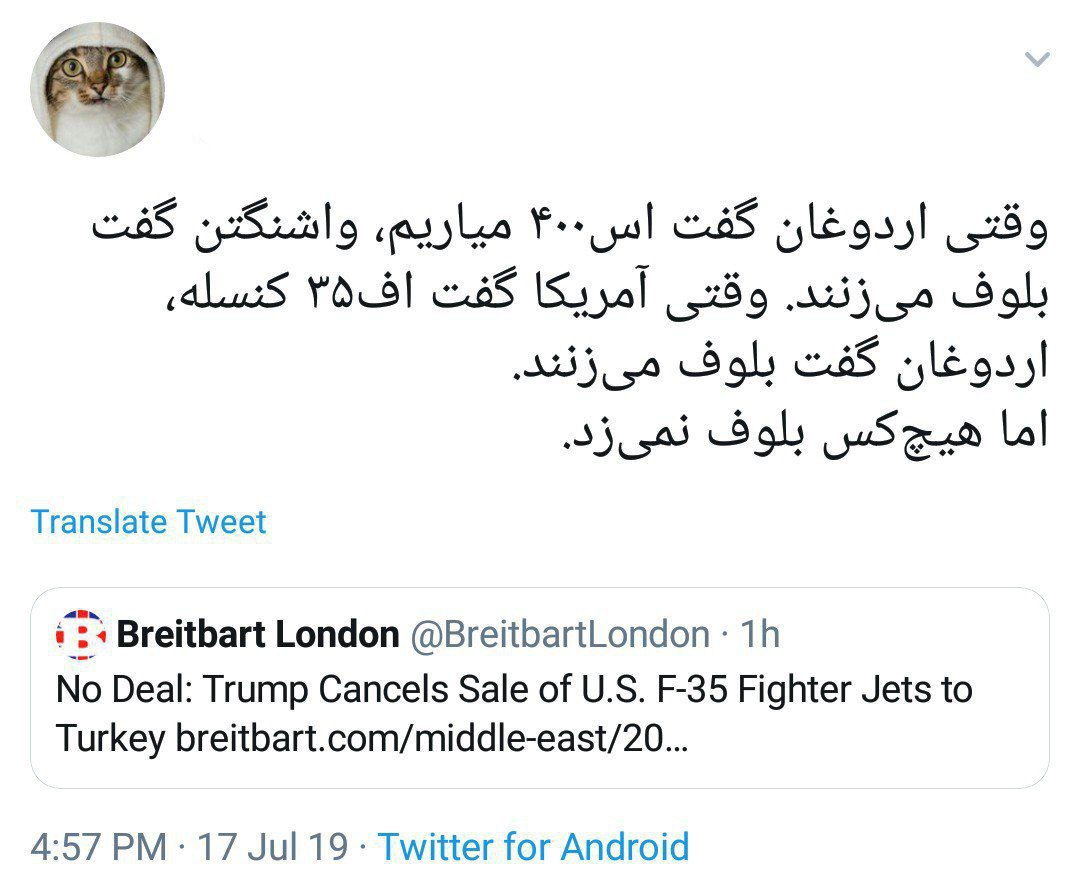 وقتی اردوغان گفت اس۴۰۰ میاریم، واشنگتن گفت
بلوف می‌زنند. وقتی آمریکا گفت اف۳۵ کنسله،
اردوغان گفت بلوف می‌زنند.
اما هیچ‌کس بلوف نمی‌زد.
Translate Tweet
Breitbart London @BreitbartLondon · 1h
No Deal: Trump Cancels Sale of U.S. F-35 Fighter Jets to
Turkey breitbart.com/middle-east/20...
4:57 PM · 17 Jul 19 · Twitter for Android